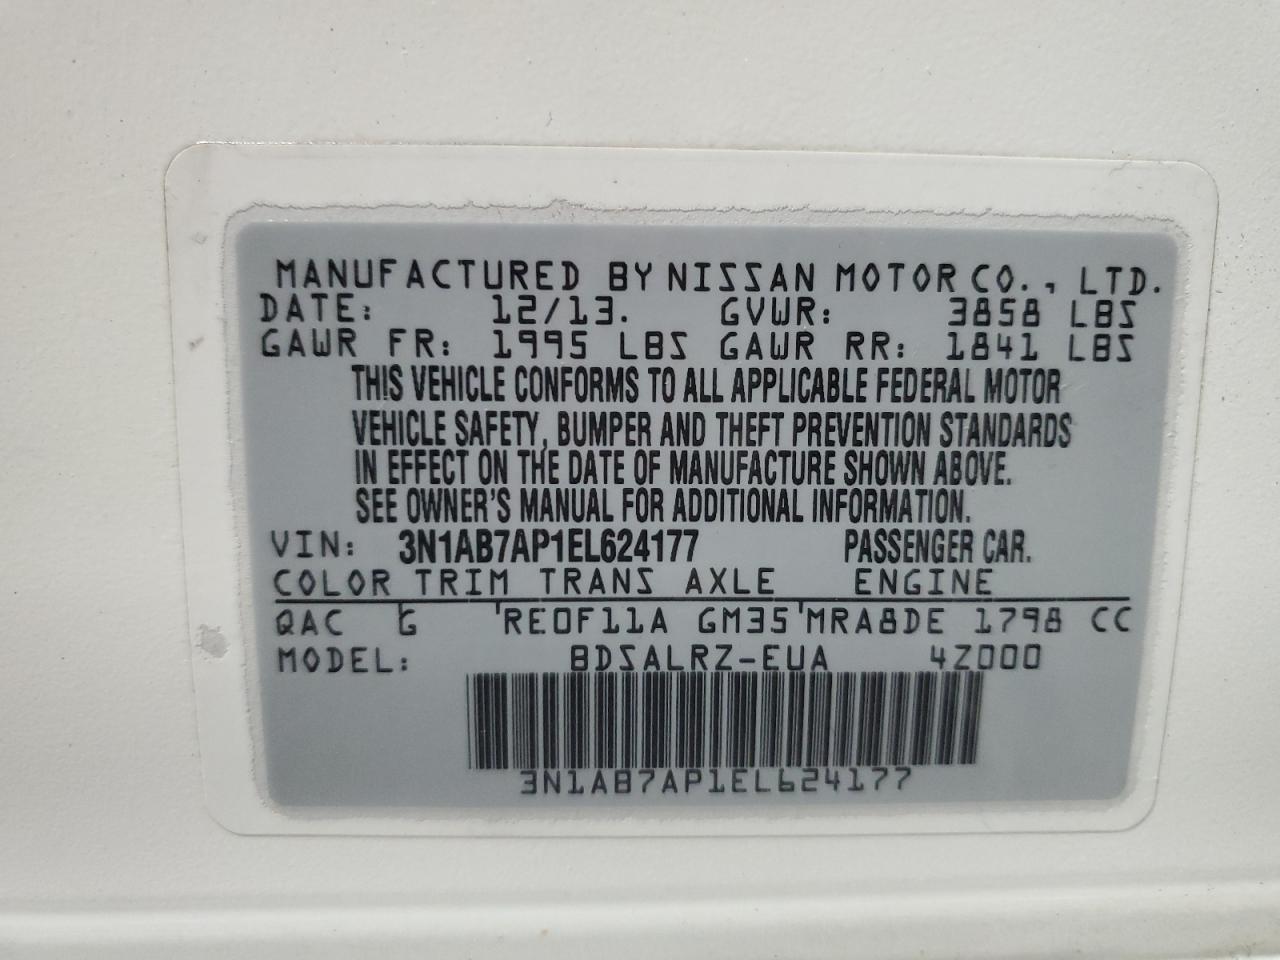 MANUFACTURED BY NISSAN MOTOR CO., LTD.
DATE: 12/13. GVWR: 3858 LBS
GAWR FR: 1995 LBS GAWR RR: 1841 LBS
THIS VEHICLE CONFORMS TO ALL APPLICABLE FEDERAL MOTOR
VEHICLE SAFETY, BUMPER AND THEFT PREVENTION STANDARDS
IN EFFECT ON THE DATE OF MANUFACTURE SHOWN ABOVE.
SEE OWNER'S MANUAL FOR ADDITIONAL INFORMATION.
VIN: 3N1AB7AP1EL624177 PASSENGER CAR.
COLOR TRIM TRANS AXLE ENGINE
QAC G 'RE0F11A GM35'MRA8DE 1798 CC
MODEL: BDSALRZ-EUA 4Z000
3N1AB7AP1EL624177